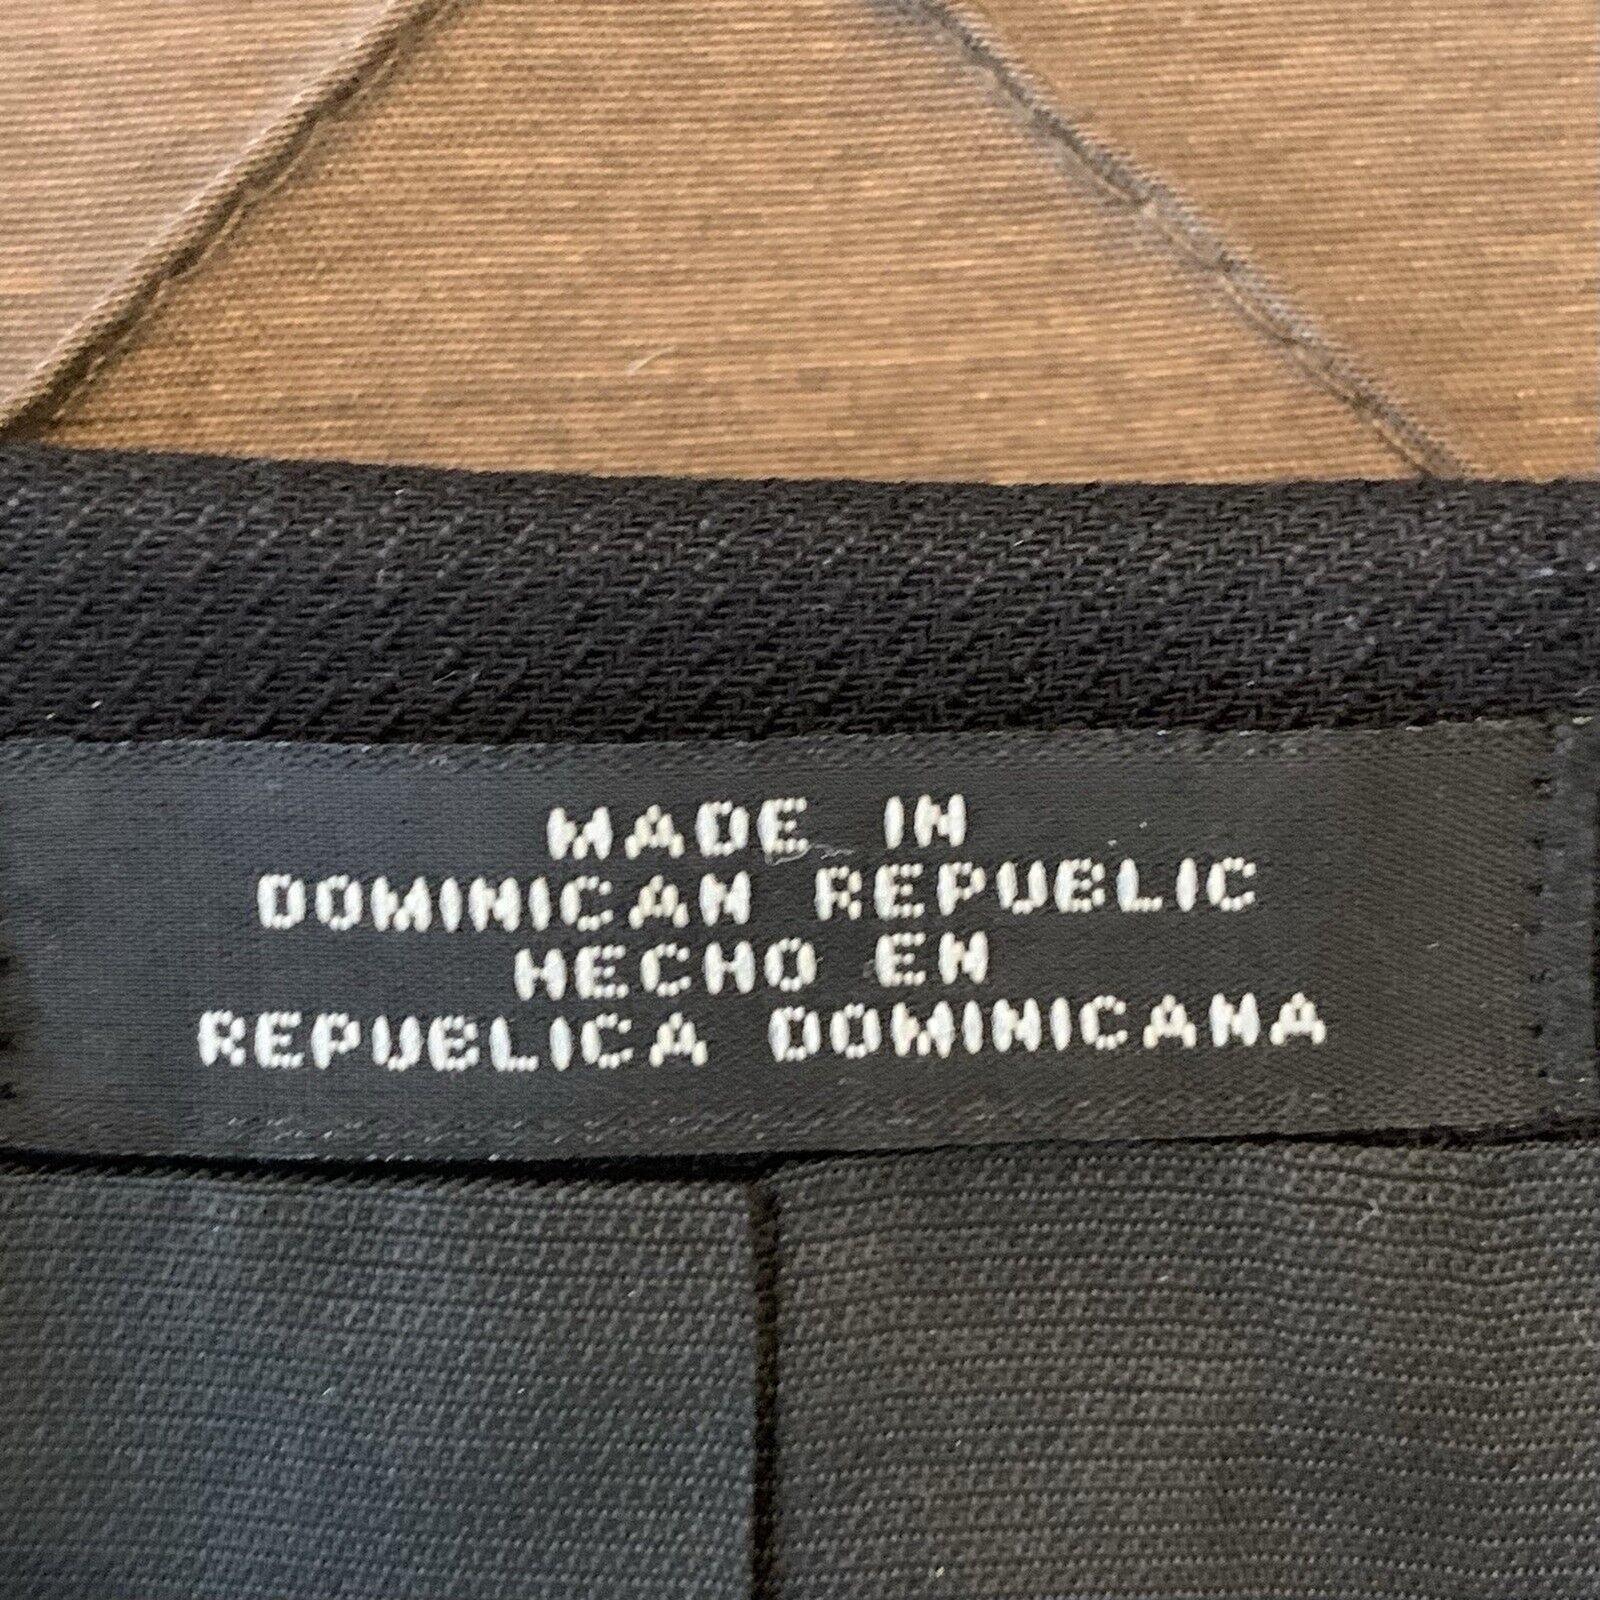 MADE IN
DOMINICAN REPUBLIC
HECHO EN
REPUBLICA DOMINICANA